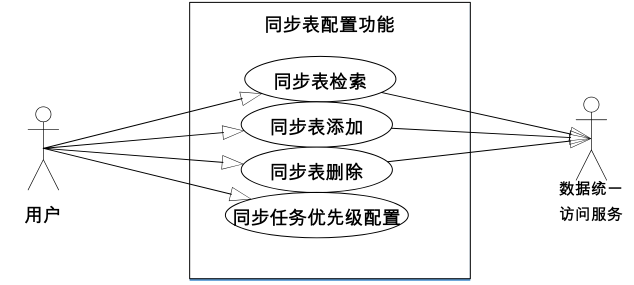 同步表配置功能
同步表检索
同步表添加
同步表删除
同步任务优先级配置
用户
数据统一
访问服务